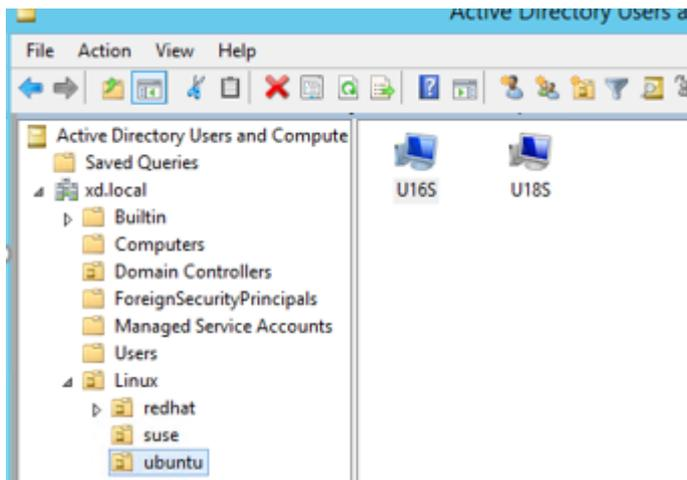 Active Directory Users a
File Action View Help
Active Directory Users and Compute
Saved Queries
xd.local
Builtin
Computers
Domain Controllers
ForeignSecurityPrincipals
Managed Service Accounts
Users
Linux
redhat
suse
ubuntu
U16S U18S